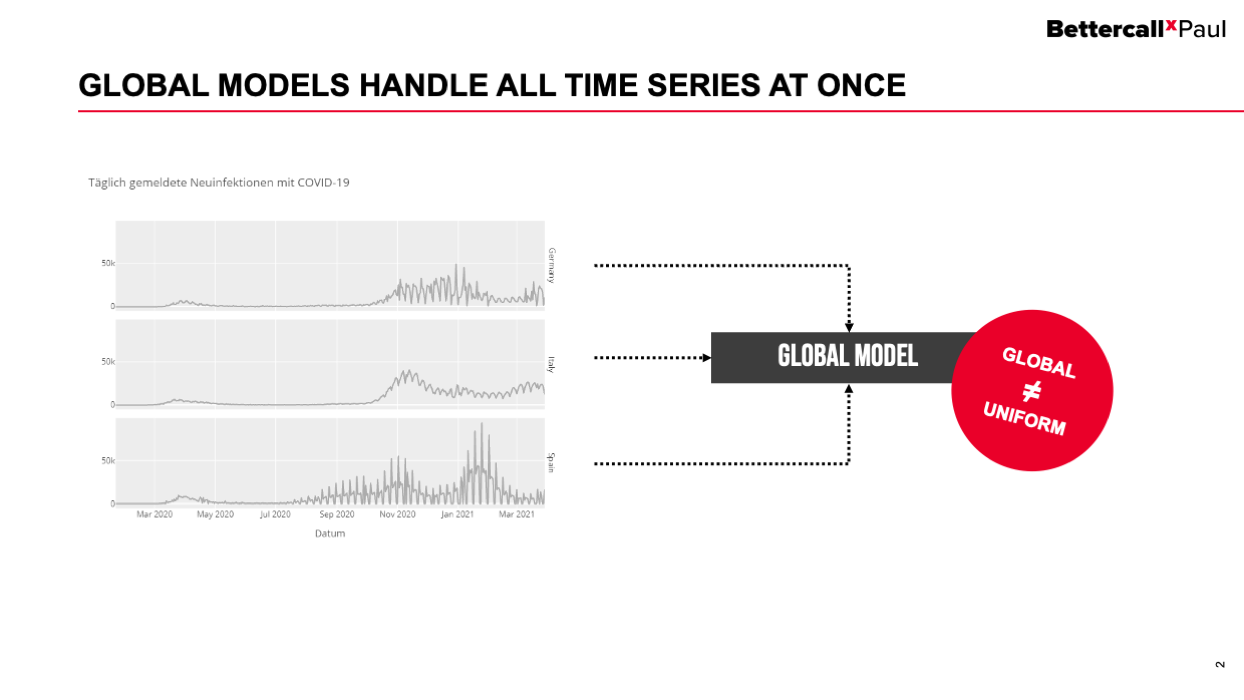 BettercallxPaul
GLOBAL MODELS HANDLE ALL TIME SERIES AT ONCE
Täglich gemeldete Neuinfektionen mit COVID-19
50k
0
Germany
50k
0
Italy
50k
0
Spain
Mar 2020 May 2020 Jul 2020 Sep 2020 Nov 2020 Jan 2021 Mar 2021
Datum
GLOBAL MODEL
GLOBAL
≠
UNIFORM
2